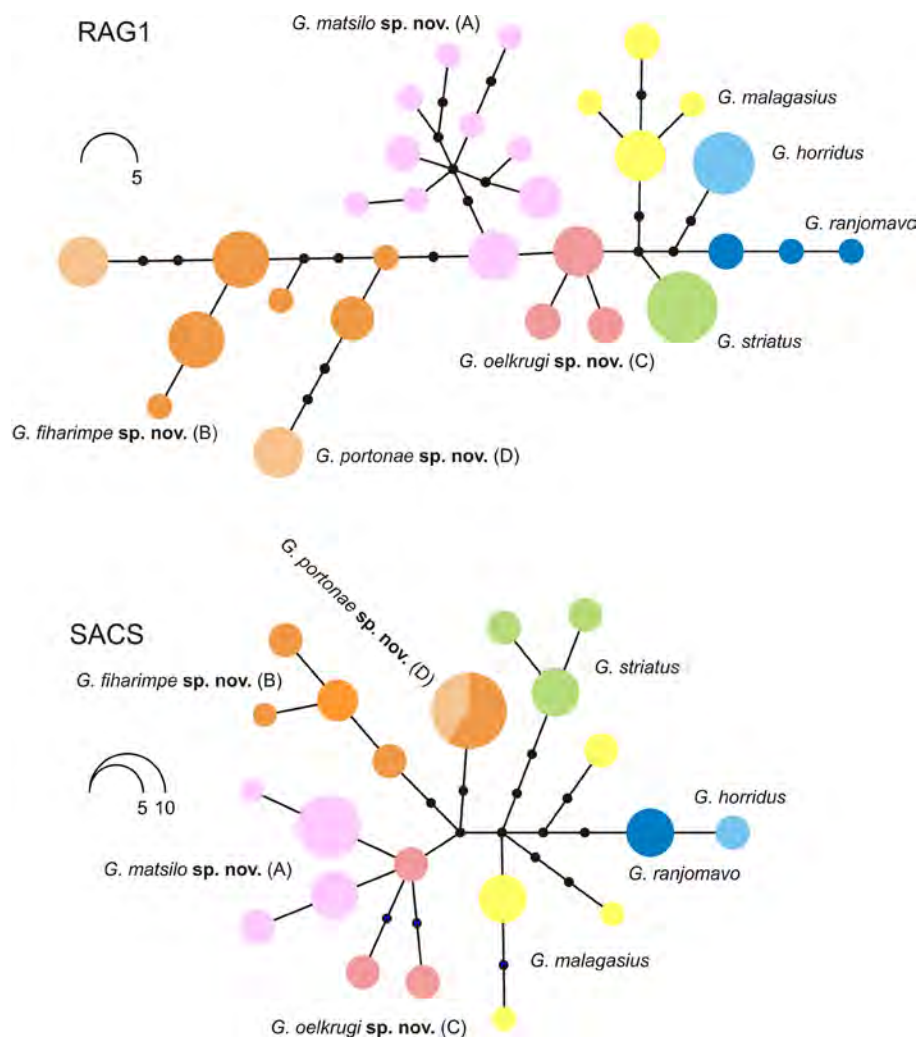 RAG1
G. matsilo sp. nov. (A)
G. malagasius
G. horridus
5
G. ranjomavo
G. striatus
G. oelkrugi sp. nov. (C)
G. fiharimpe sp. nov. (B)
G. portonae sp. nov. (D)
SACS
G. portonae sp. nov. (D)
G. striatus
G. fiharimpe sp. nov. (B)
5 10
G. horridus
G. matsilo sp. nov. (A)
G. ranjomavo
G. malagasius
G. oelkrugi sp. nov. (C)